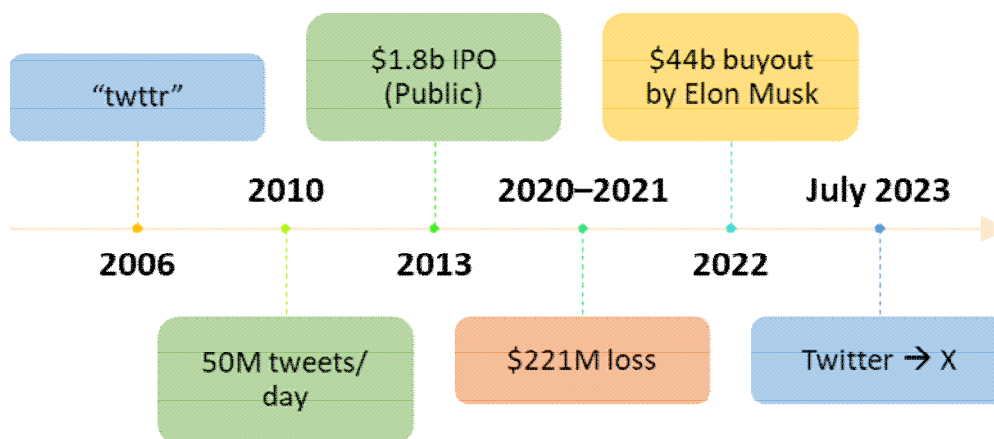 “twttr”
$1.8b IPO
(Public)
$44b buyout
by Elon Musk
2010
2020–2021
July 2023
2006
2013
2022
50M tweets/
day
$221M loss
Twitter → X